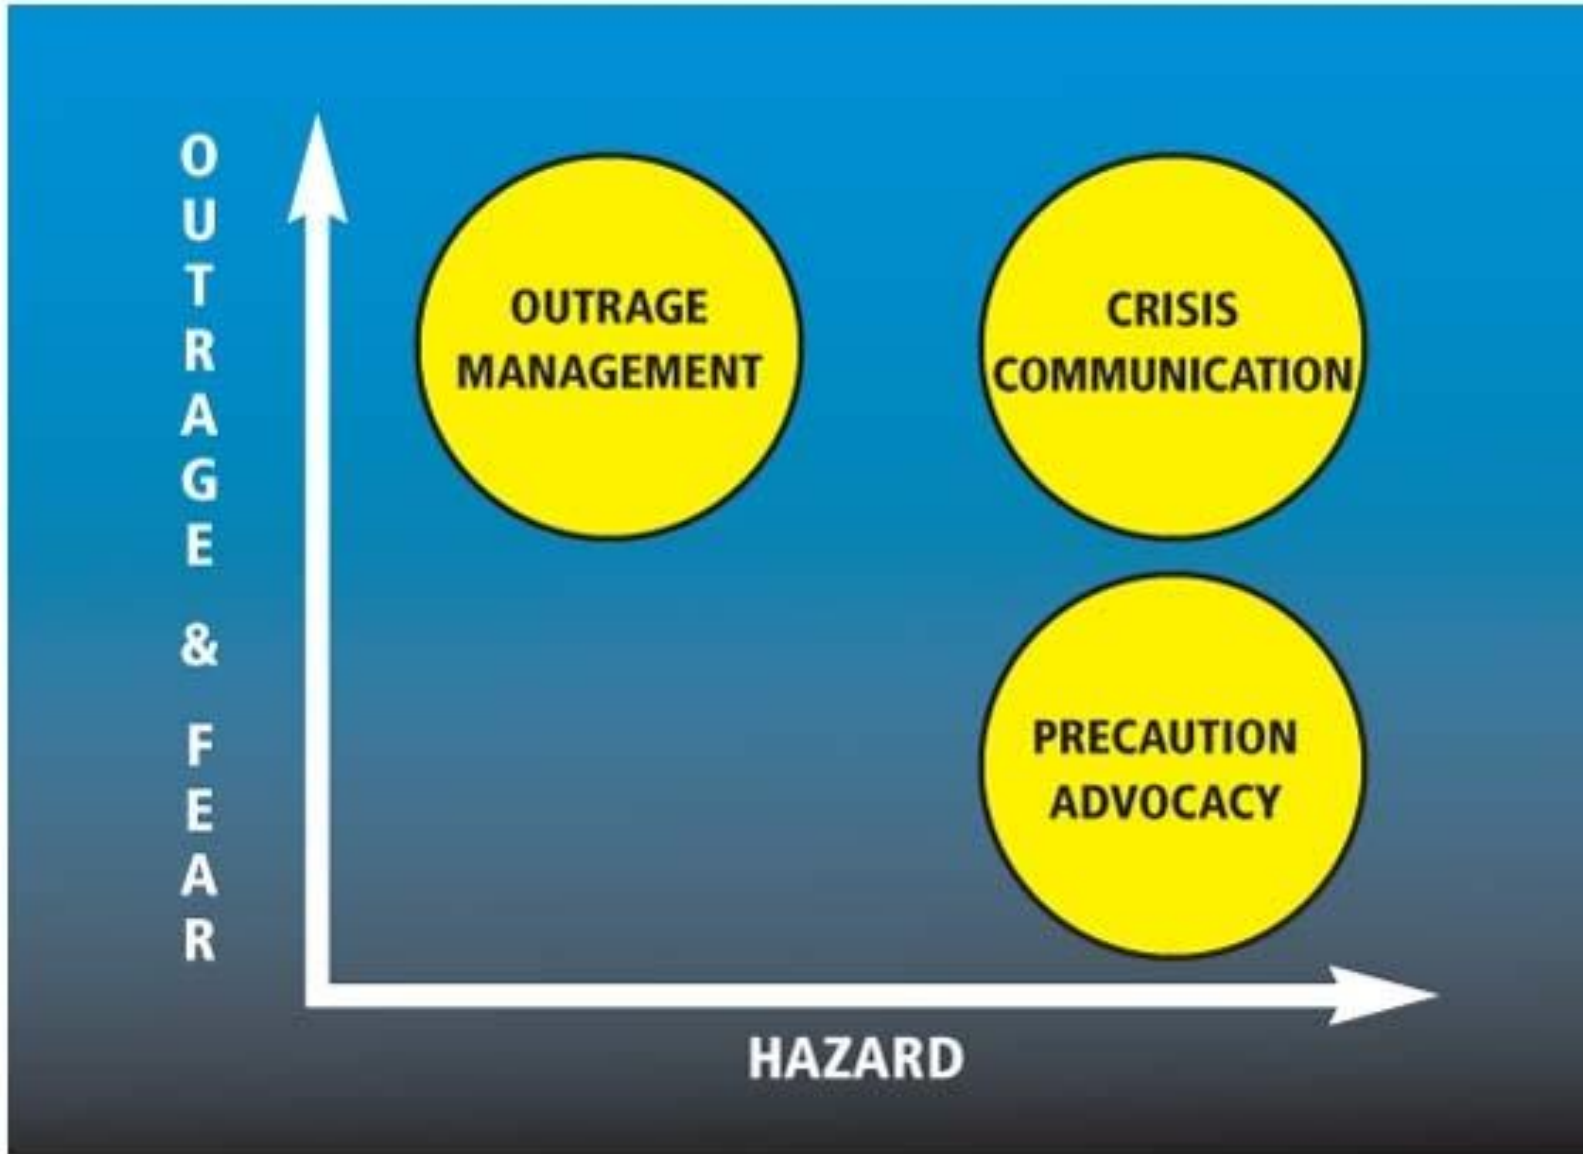 OUTRAGE & FEAR
OUTRAGE
MANAGEMENT
CRISIS
COMMUNICATION
PRECAUTION
ADVOCACY
HAZARD